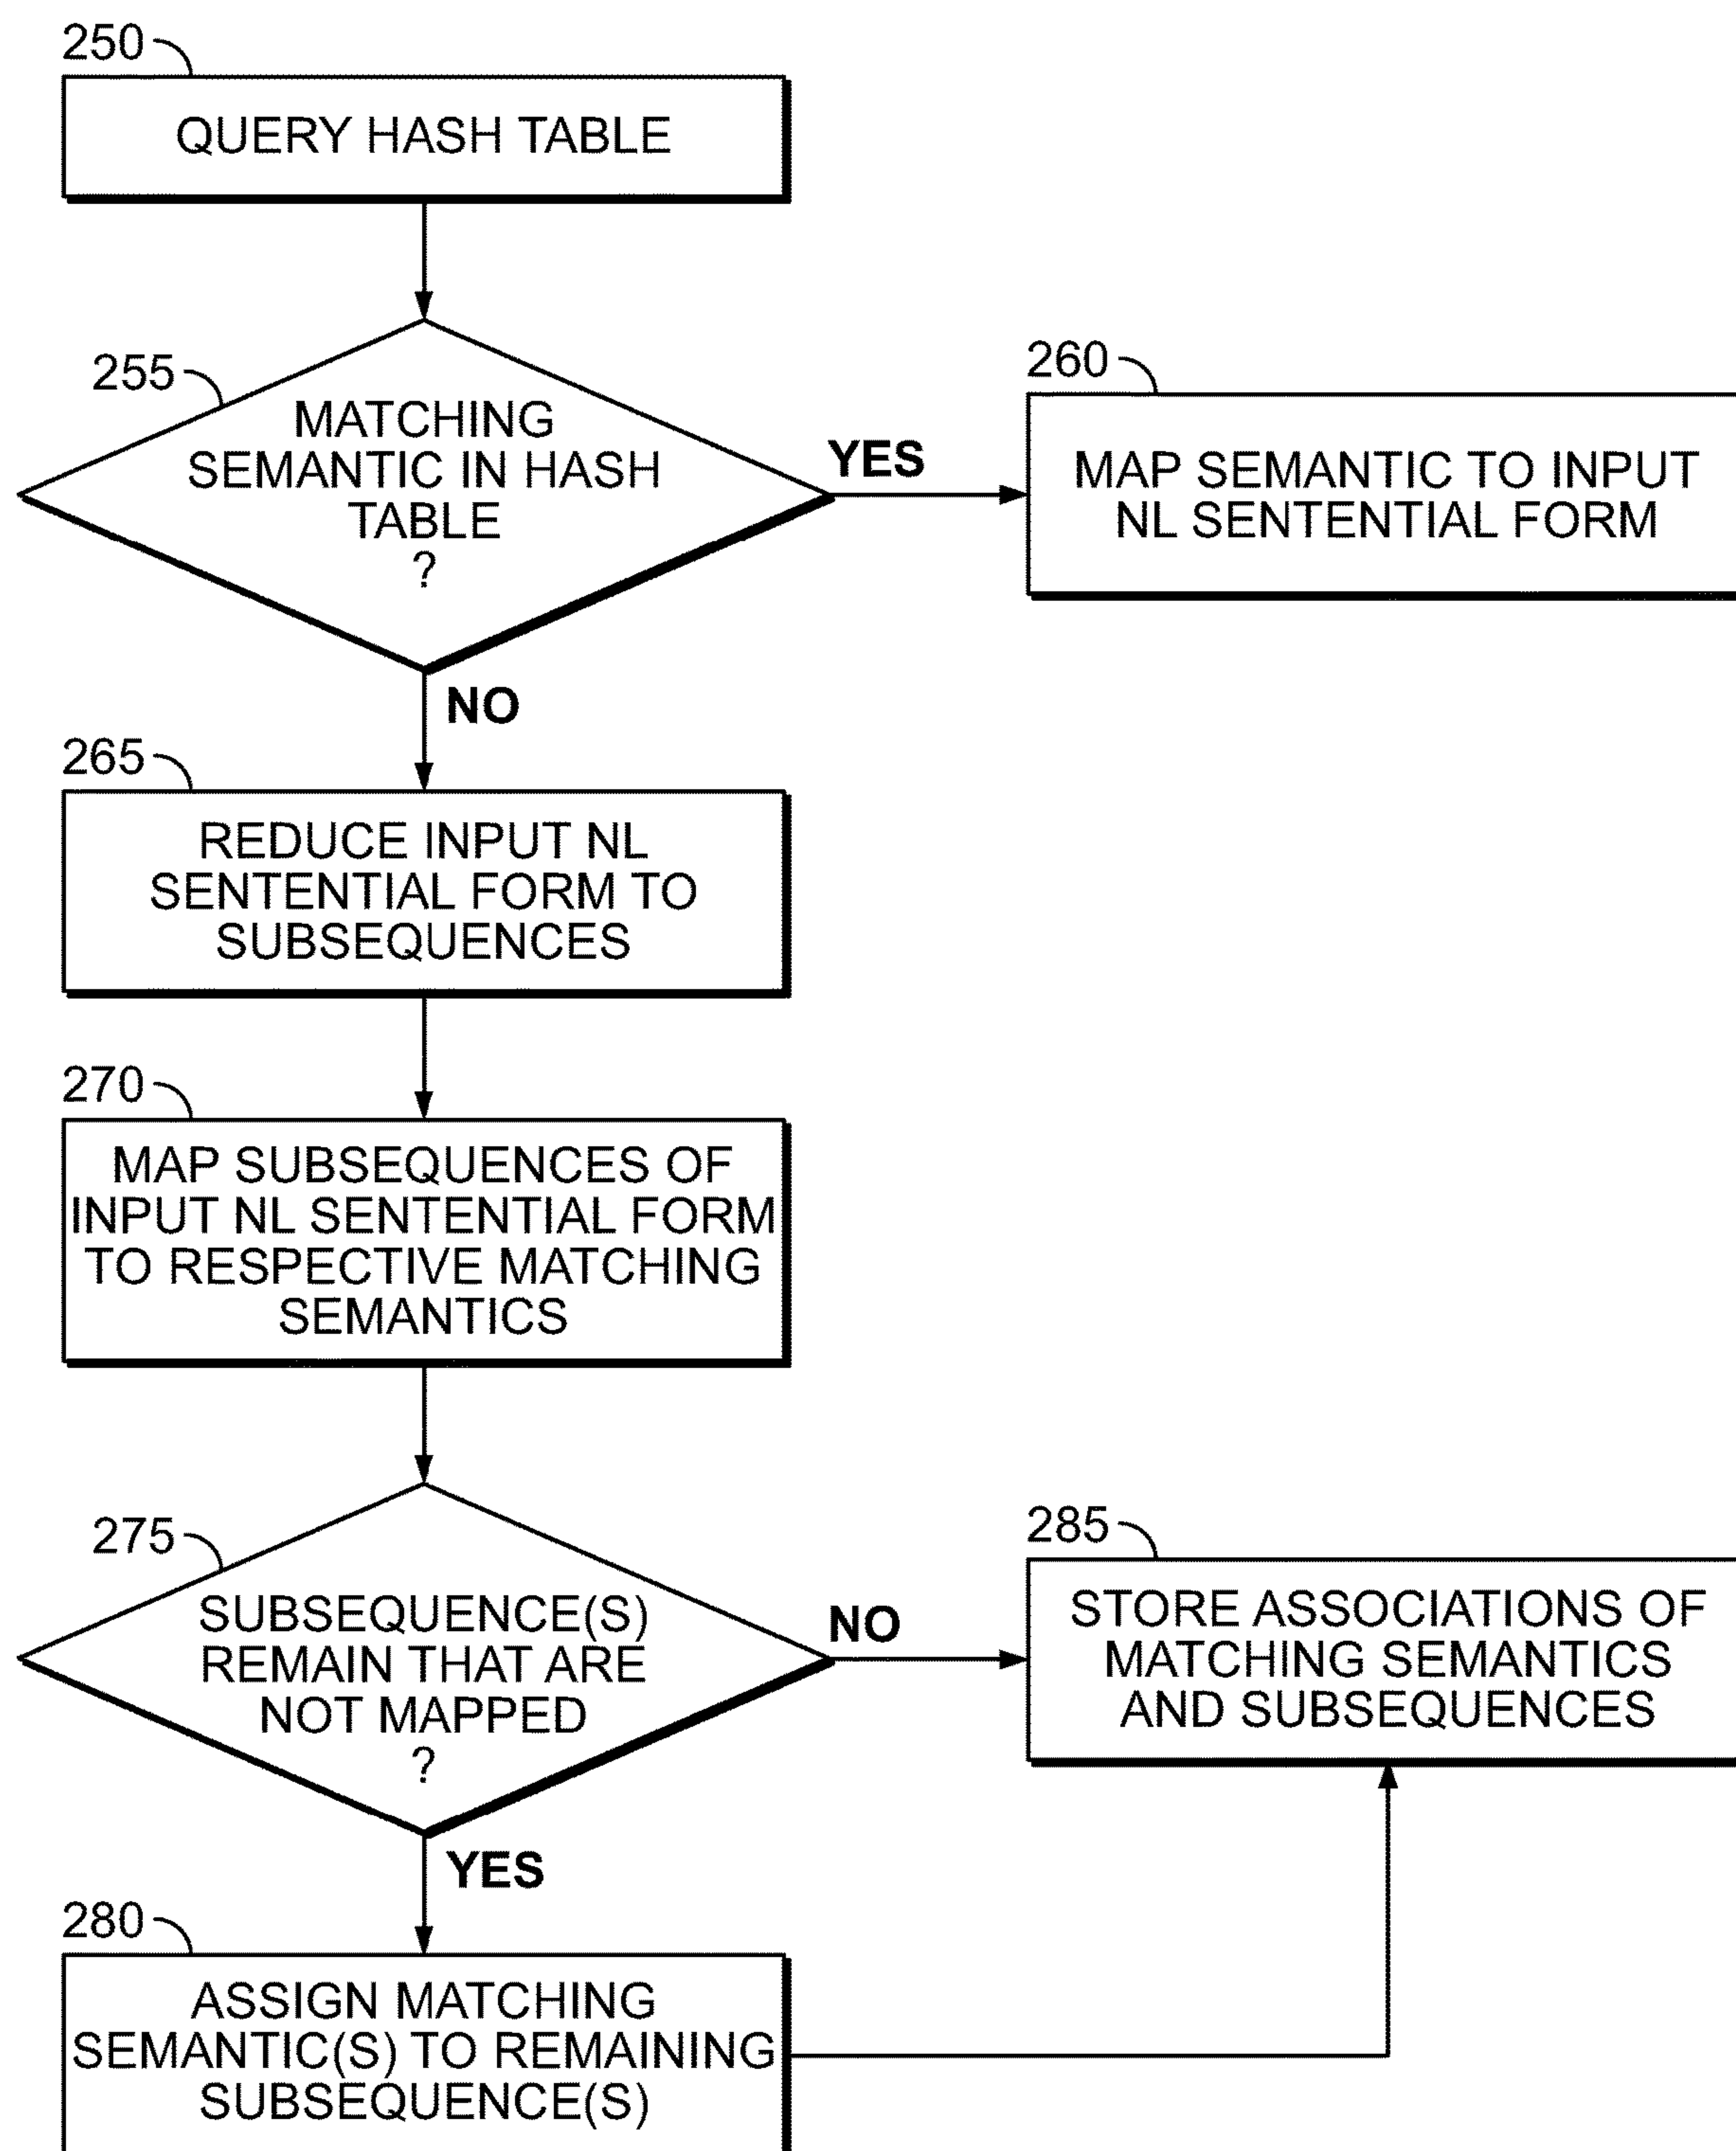 250
QUERY HASH TABLE
255
MATCHING
SEMANTIC IN HASH
TABLE
?
YES
260
MAP SEMANTIC TO INPUT
NL SENTENTIAL FORM
NO
265
REDUCE INPUT NL
SENTENTIAL FORM TO
SUBSEQUENCES
270
MAP SUBSEQUENCES OF
INPUT NL SENTENTIAL FORM
TO RESPECTIVE MATCHING
SEMANTICS
275
SUBSEQUENCE(S)
REMAIN THAT ARE
NOT MAPPED
?
NO
285
STORE ASSOCIATIONS OF
MATCHING SEMANTICS
AND SUBSEQUENCES
YES
280
ASSIGN MATCHING
SEMANTIC(S) TO REMAINING
SUBSEQUENCE(S)